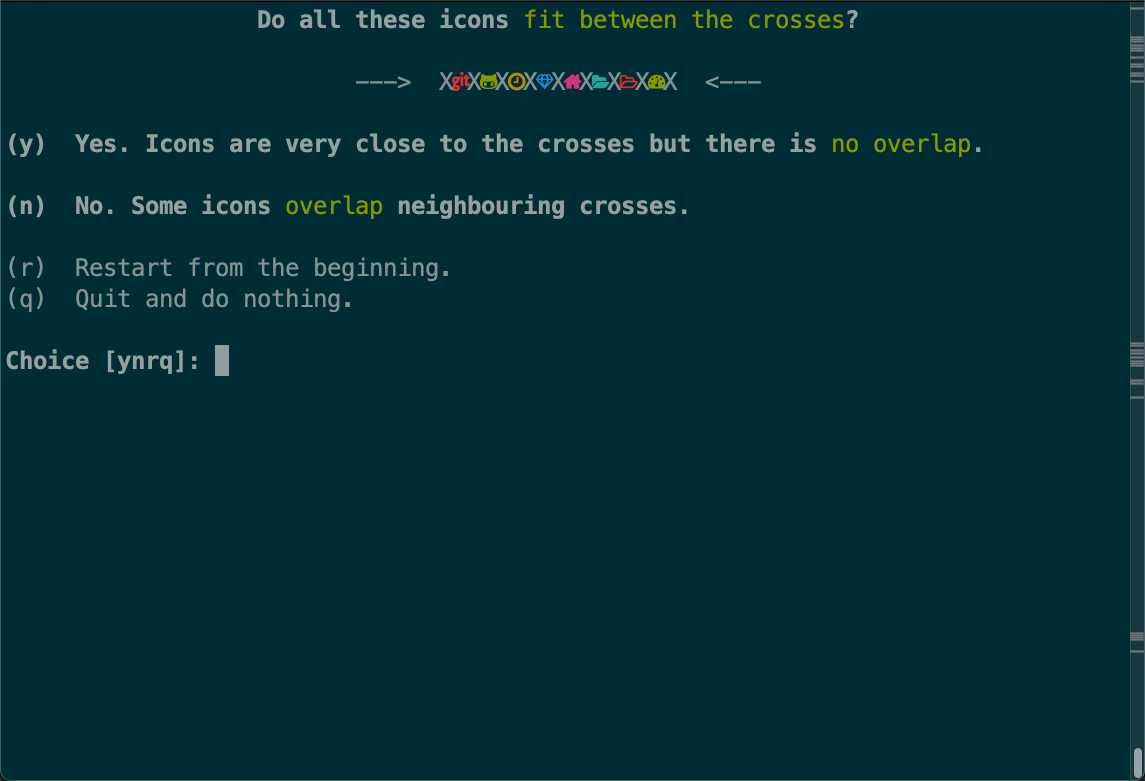 Do all these icons fit between the crosses?
---> XgitXXXXXXXX <---
(y) Yes. Icons are very close to the crosses but there is no overlap.
(n) No. Some icons overlap neighbouring crosses.
(r) Restart from the beginning.
(q) Quit and do nothing.
Choice [ynrq]: